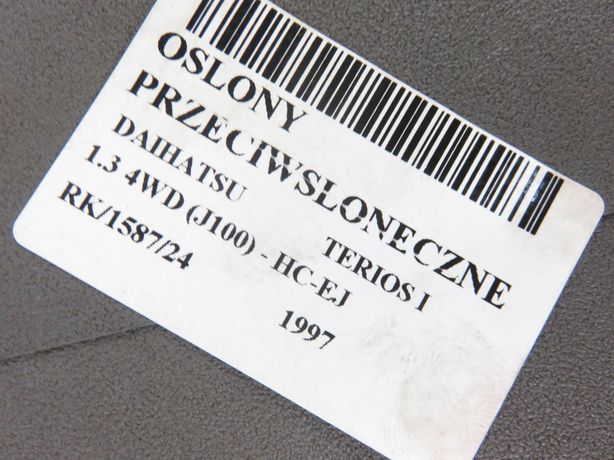 OSLONY
PRZECIWSLONECZNE
DAIHATSU TERIOS I
1.3 4WD (J100) - HC-EJ
RK/1587/24 1997